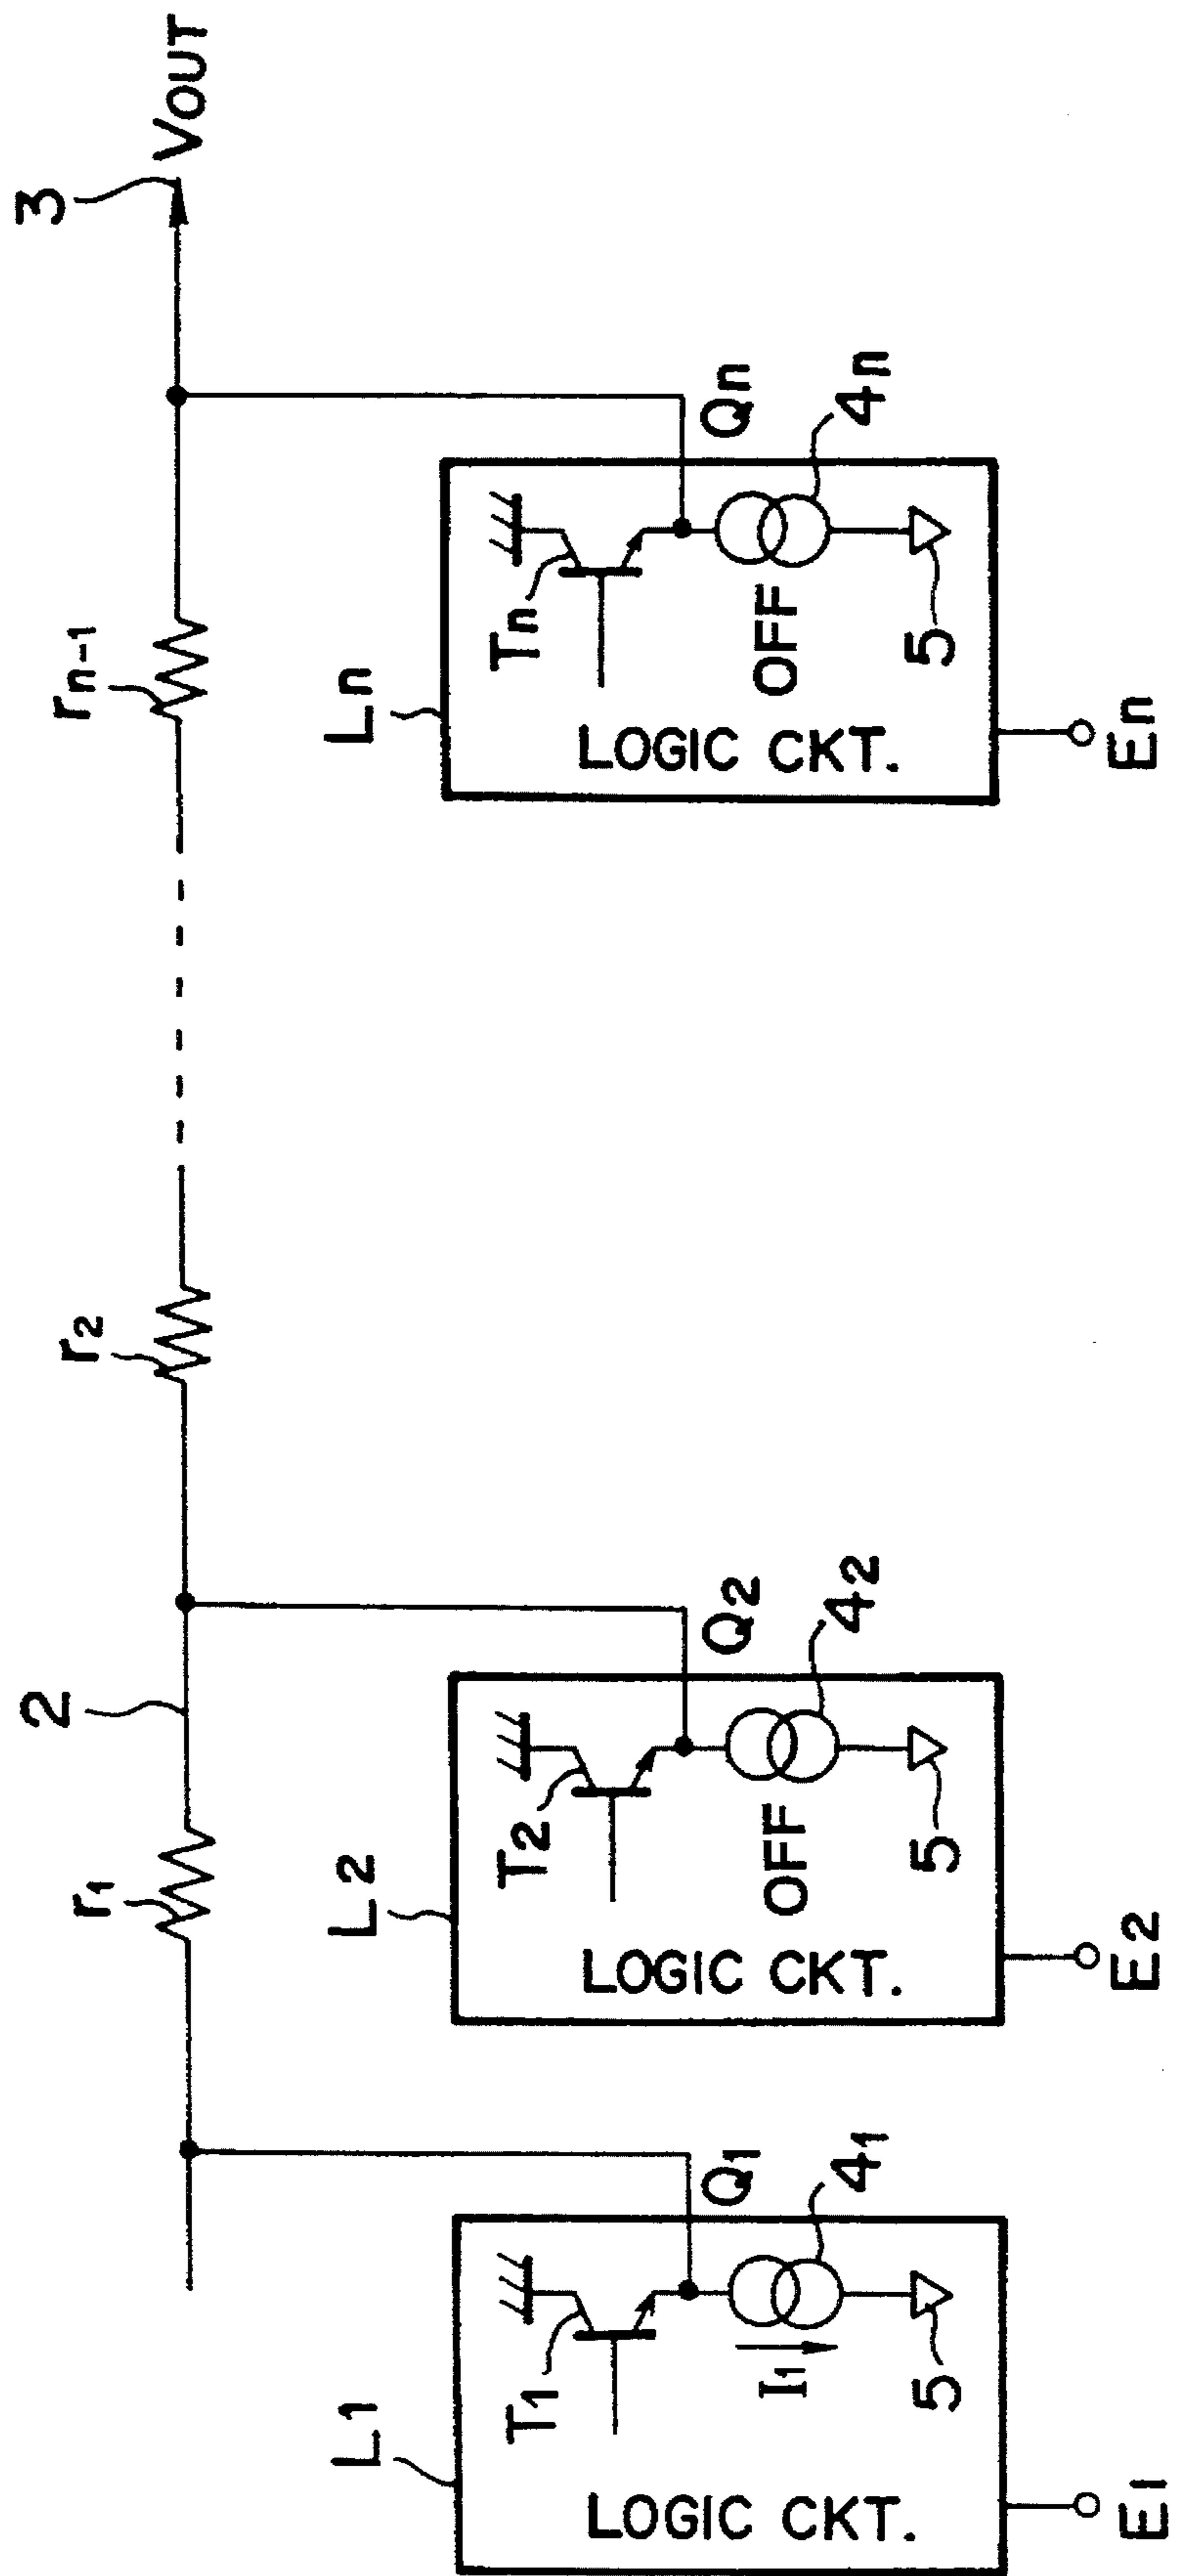 3
VOUT
rn-1
r2
2
r1
Ln
Tn
Qn
4n
OFF
5
LOGIC CKT.
En
L2
T2
Q2
42
OFF
5
LOGIC CKT.
E2
L1
T1
Q1
41
I1
5
LOGIC CKT.
E1